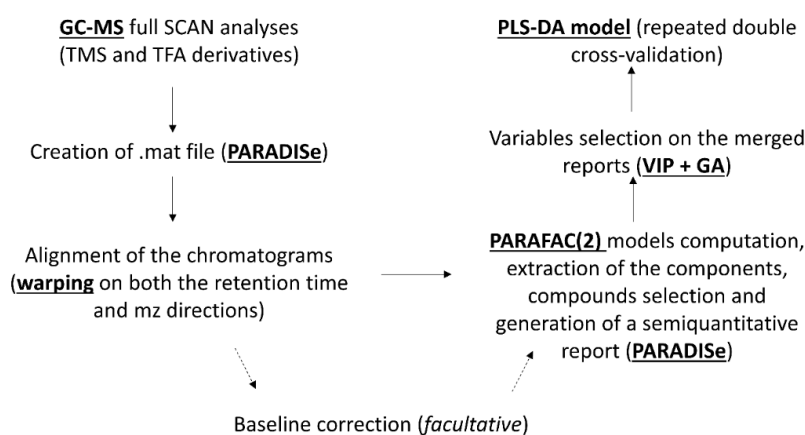 GC-MS full SCAN analyses
(TMS and TFA derivatives)
Creation of .mat file (PARADISe)
Alignment of the chromatograms
(warping on both the retention time
and mz directions)
Baseline correction (facultative)
PARAFAC(2) models computation,
extraction of the components,
compounds selection and
generation of a semiquantitative
report (PARADISe)
Variables selection on the merged
reports (VIP + GA)
PLS-DA model (repeated double
cross-validation)